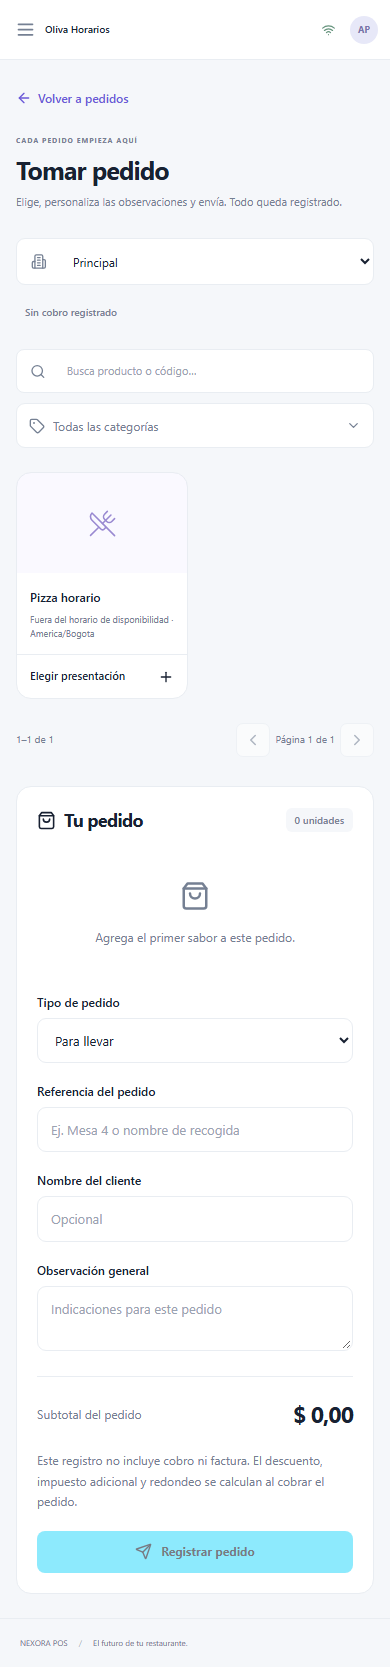 Oliva Horarios
AP
Volver a pedidos
CADA PEDIDO EMPIEZA AQUÍ
Tomar pedido
Elige, personaliza las observaciones y envía. Todo queda registrado.
Principal
Sin cobro registrado
Busca producto o código...
Todas las categorías
Pizza horario
Fuera del horario de disponibilidad ·
America/Bogota
Elegir presentación
1–1 de 1
Página 1 de 1
Tu pedido
0 unidades
Agrega el primer sabor a este pedido.
Tipo de pedido
Para llevar
Referencia del pedido
Ej. Mesa 4 o nombre de recogida
Nombre del cliente
Opcional
Observación general
Indicaciones para este pedido
Subtotal del pedido
$ 0,00
Este registro no incluye cobro ni factura. El descuento,
impuesto adicional y redondeo se calculan al cobrar el
pedido.
Registrar pedido
NEXORA POS / El futuro de tu restaurante.